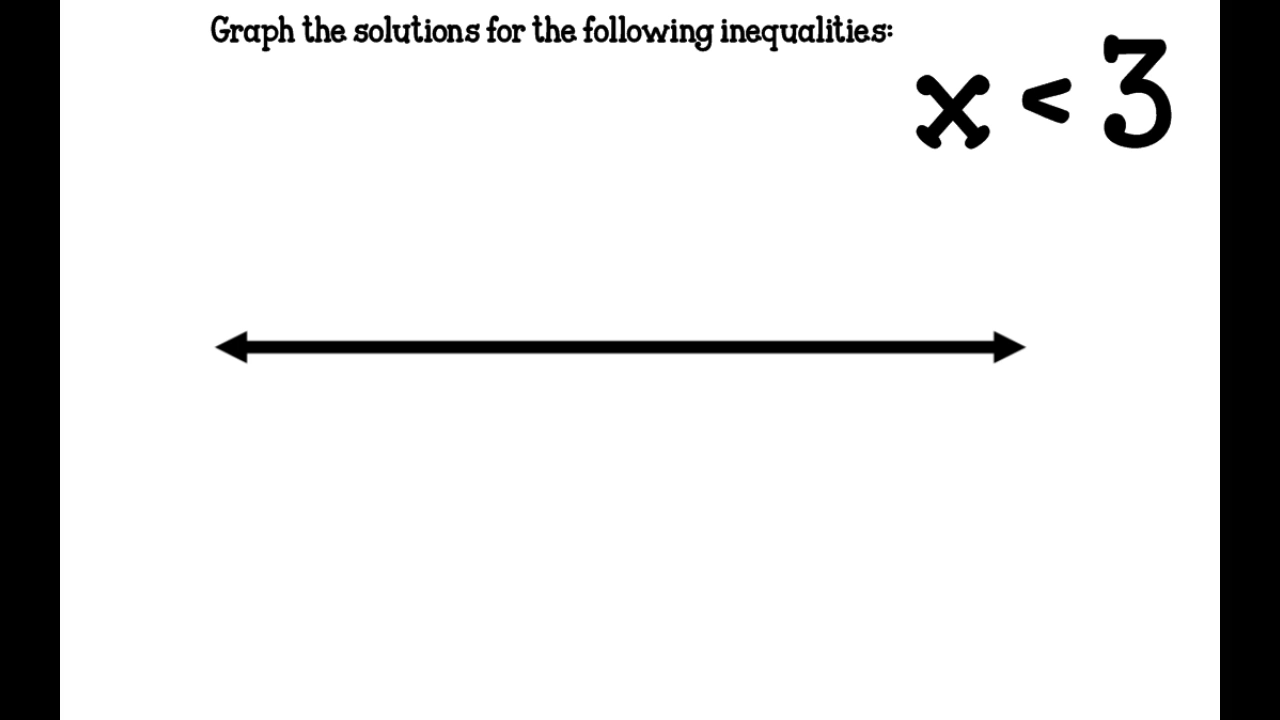 Graph the solutions for the following inequalities:
x < 3